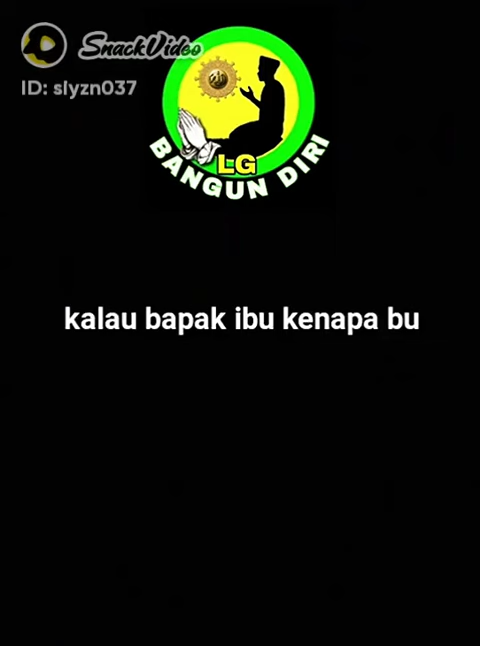 SnackVideo
ID: slyzn037
LG
BANGUN DIRI
kalau bapak ibu kenapa bu